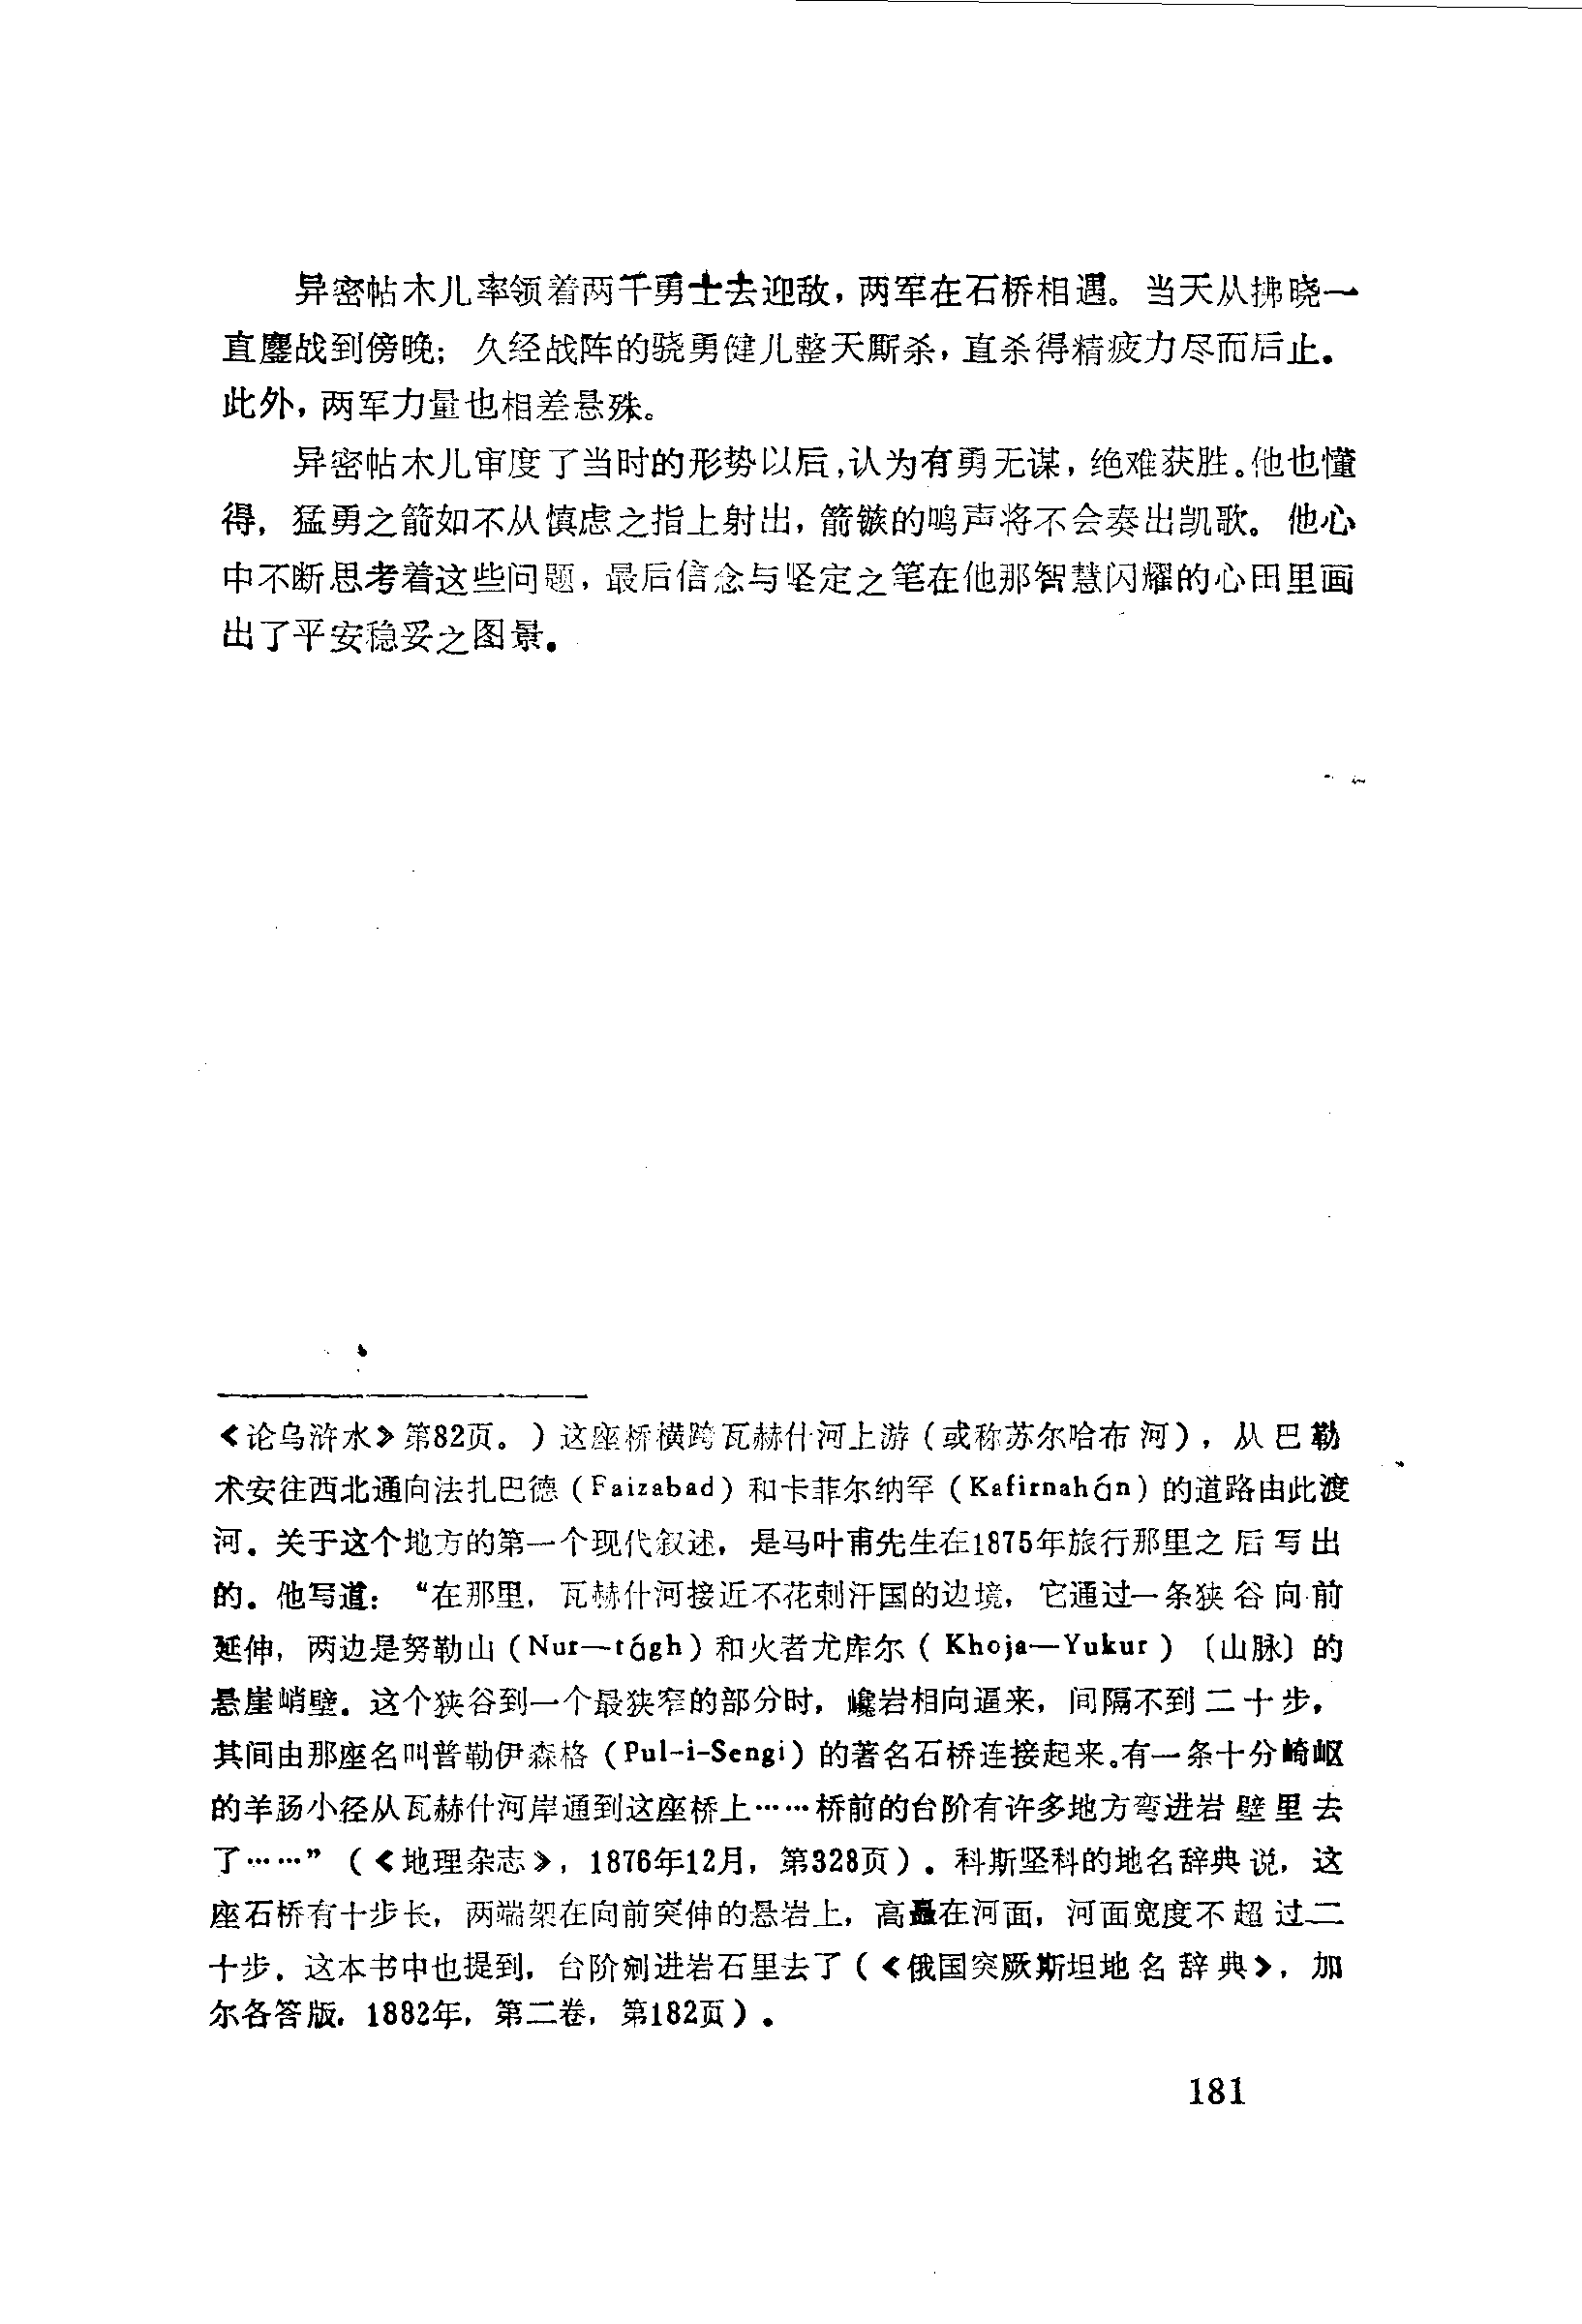 异密帖木儿率领着两千勇士去迎敌，两军在石桥相遇。当天从拂晓一
直鏖战到傍晚；久经战阵的骁勇健儿整天厮杀，直杀得精疲力尽而后止。
此外，两军力量也相差悬殊。
异密帖木儿审度了当时的形势以后，认为有勇无谋，绝难获胜。他也懂
得，猛勇之箭如不从慎虑之指上射出，箭镞的鸣声将不会奏出凯歌。他心
中不断思考着这些问题，最后信念与坚定之笔在他那智慧闪耀的心田里画
出了平安稳妥之图景。
《论乌浒水》第82页。）这座桥横跨瓦赫什河上游（或称苏尔哈布河），从巴勒
术安往西北通向法扎巴德（Faizabad）和卡菲尔纳罕（Kafirnahán）的道路由此渡
河。关于这个地方的第一个现代叙述，是马叶甫先生在1875年旅行那里之后写出
的。他写道：“在那里，瓦赫什河接近不花剌汗国的边境，它通过一条狭谷向前
延伸，两边是努勒山（Nur—tágh）和火者尤库尔（Khoja—Yukur）〔山脉〕的
悬崖峭壁。这个狭谷到一个最狭窄的部分时，巉岩相向逼来，间隔不到二十步，
其间由那座名叫普勒伊森格（Pul-i-Sengi）的著名石桥连接起来。有一条十分崎岖
的羊肠小径从瓦赫什河岸通到这座桥上……桥前的台阶有许多地方弯进岩壁里去
了……”（《地理杂志》，1876年12月，第328页）。科斯坚科的地名辞典说，这
座石桥有十步长，两端架在向前突伸的悬岩上，高矗在河面，河面宽度不超过二
十步。这本书中也提到，台阶剜进岩石里去了（《俄国突厥斯坦地名辞典》，加
尔各答版，1882年，第二卷，第182页）。
181